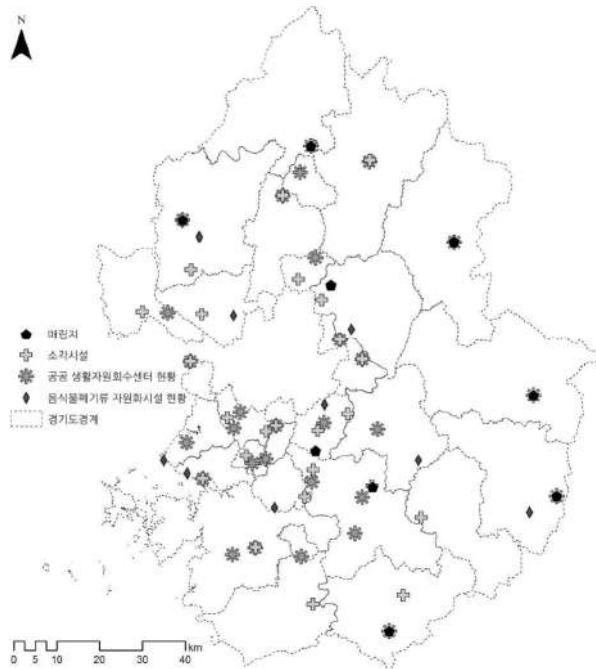 N
매립지
소각시설
공공 생활자원회수센터 현황
음식물폐기류 자원화시설 현황
경기도경계
km
0 5 10 20 30 40